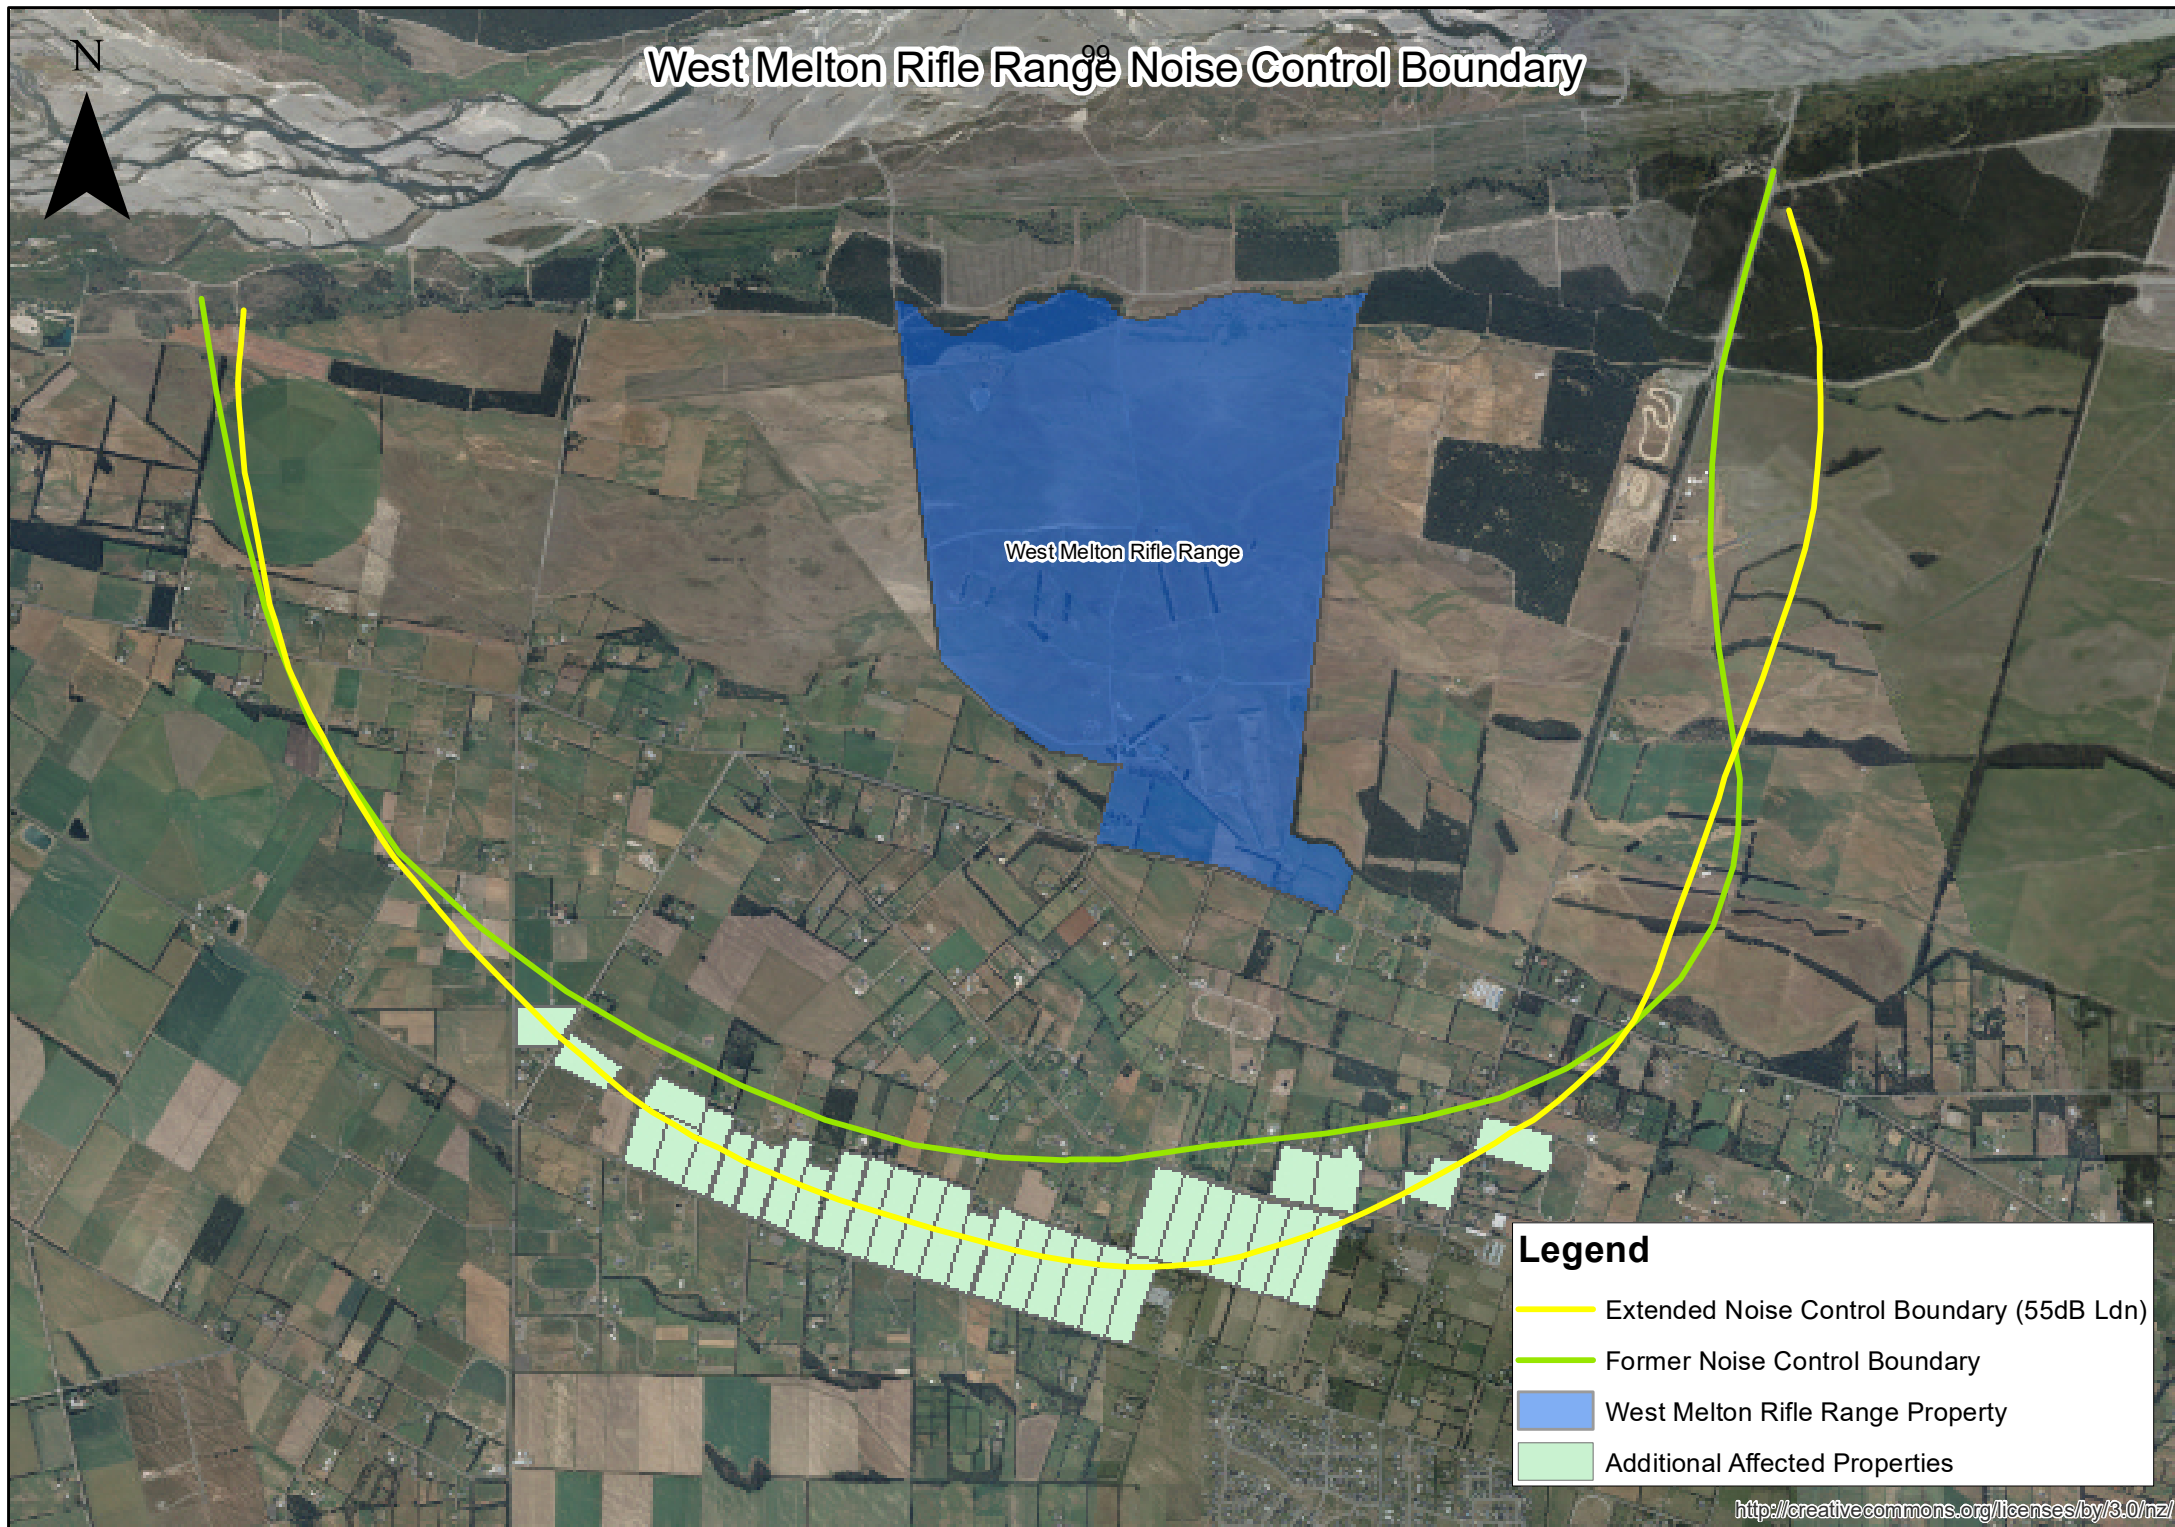 N
99
West Melton Rifle Range Noise Control Boundary
West Melton Rifle Range
Legend
Extended Noise Control Boundary (55dB Ldn)
Former Noise Control Boundary
West Melton Rifle Range Property
Additional Affected Properties
http://creativecommons.org/licenses/by/3.0/nz/